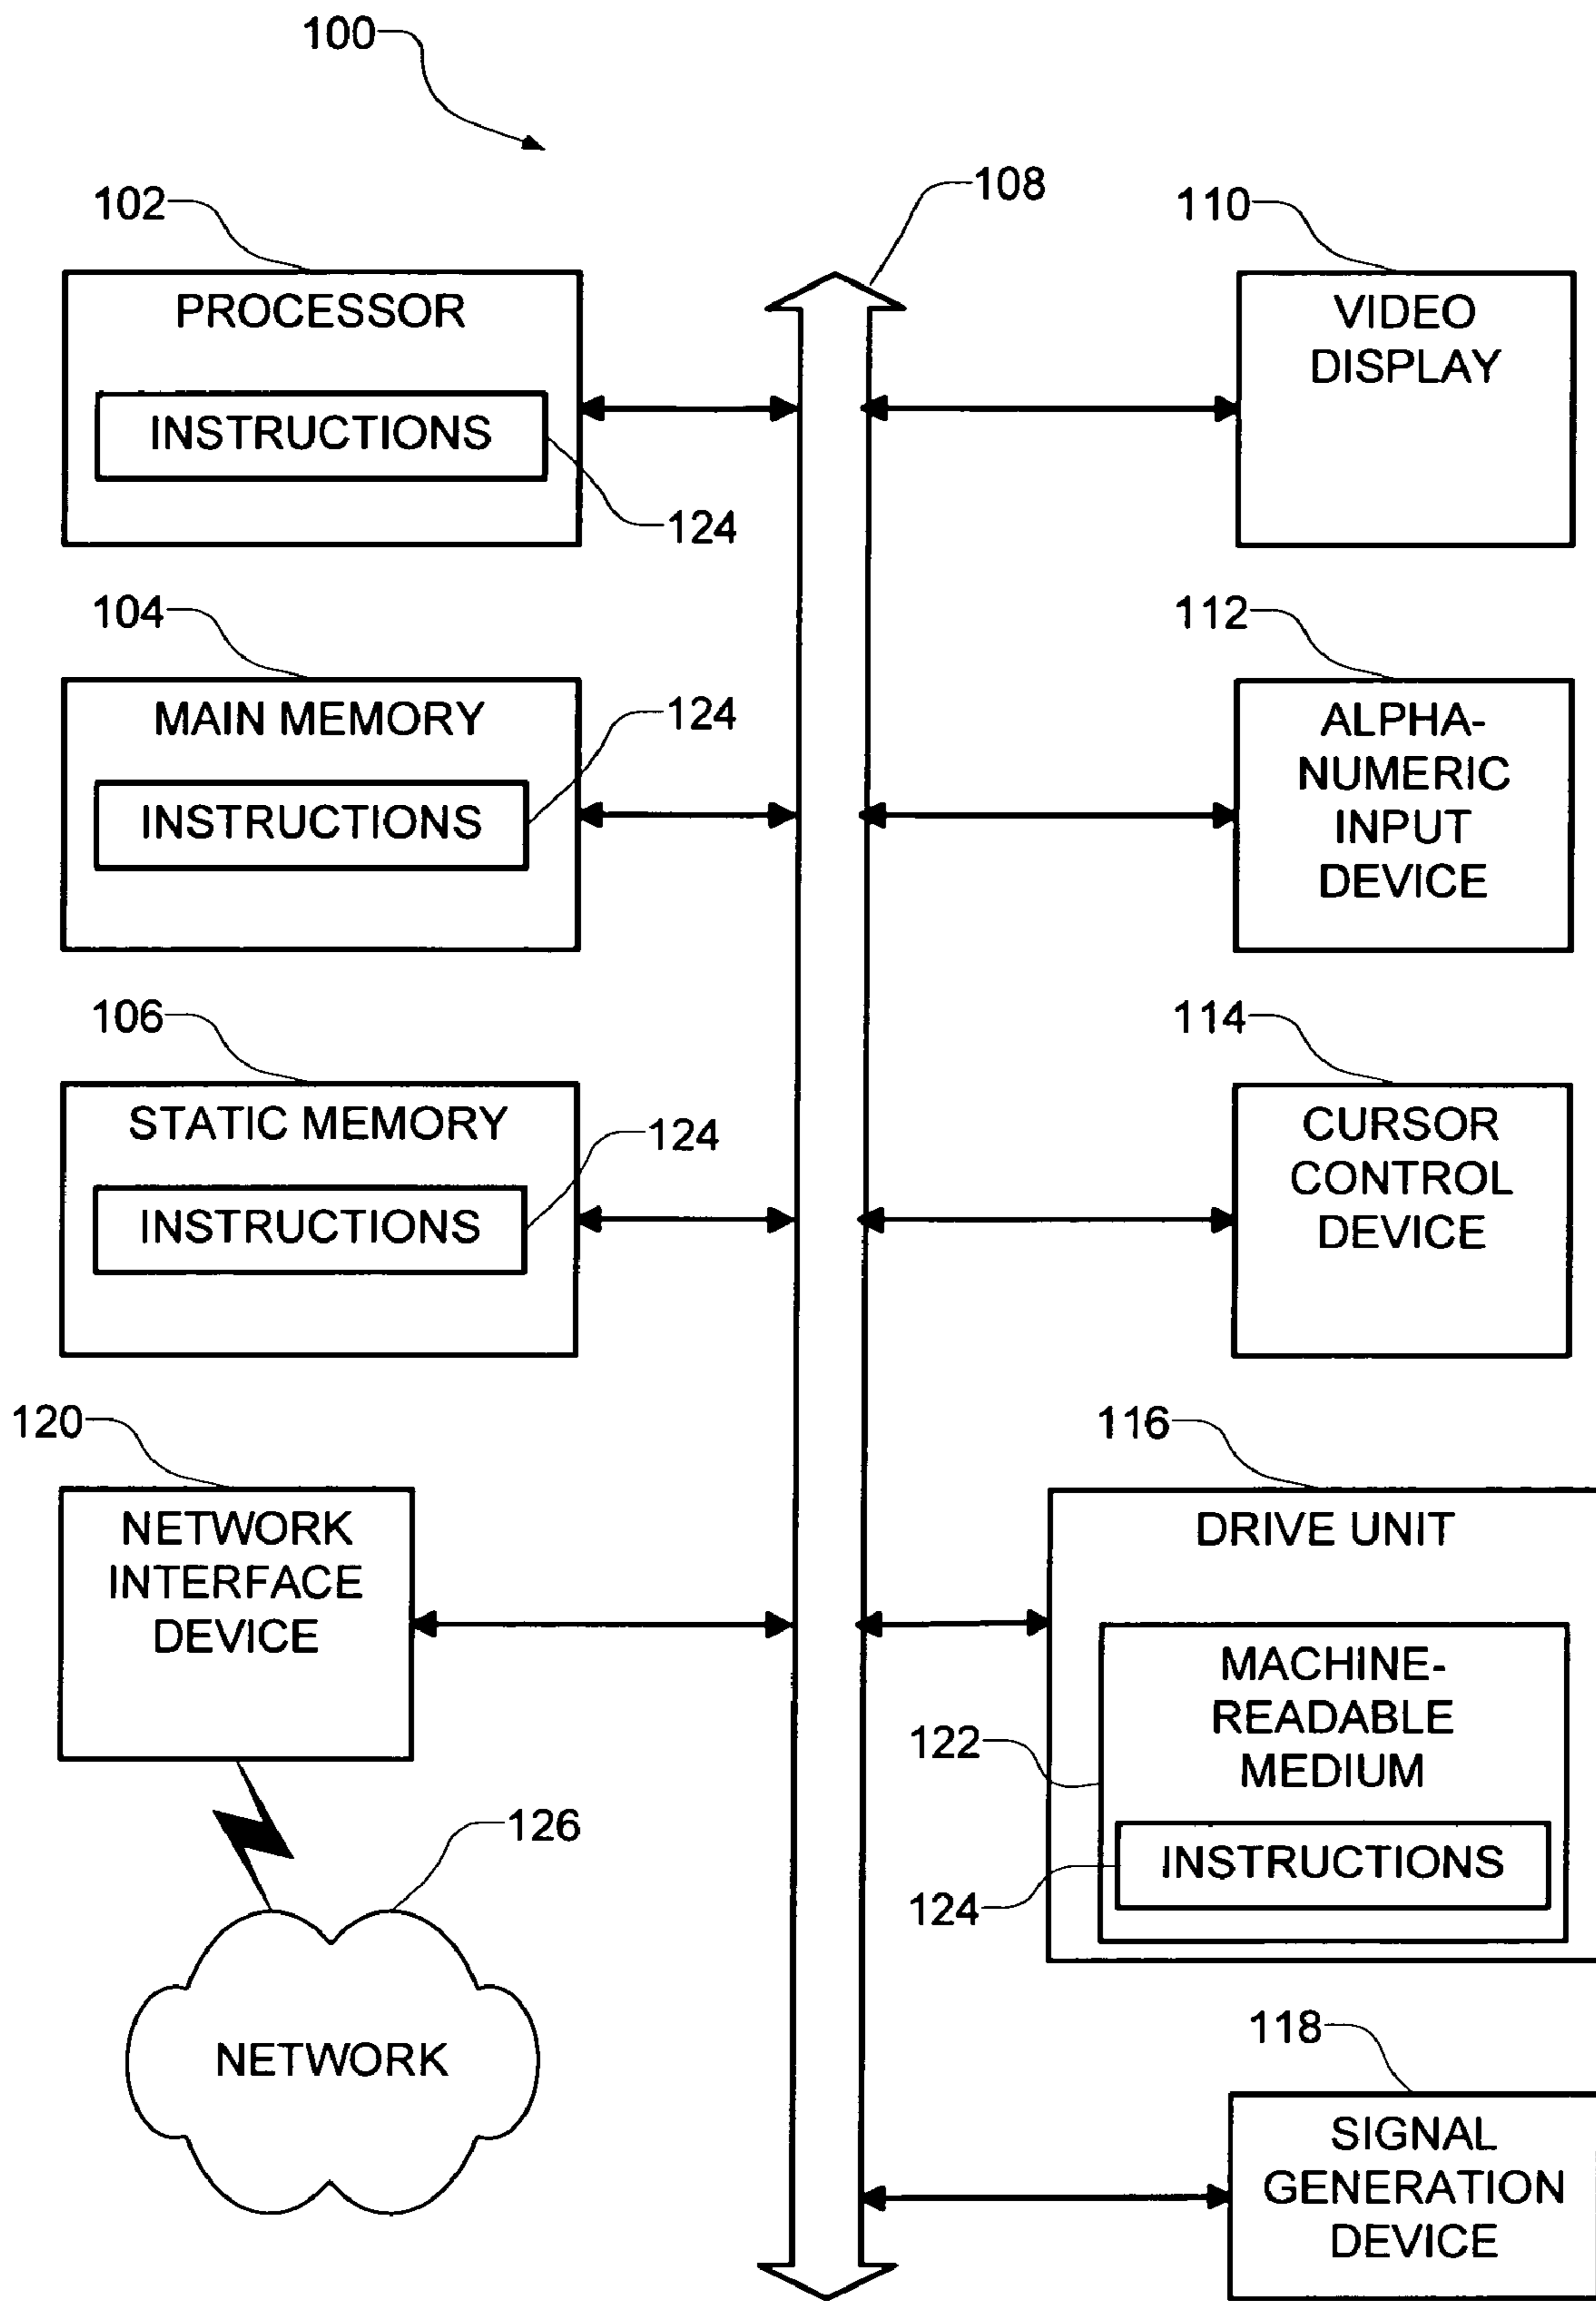 100
108
102
PROCESSOR
INSTRUCTIONS
124
110
VIDEO
DISPLAY
104
MAIN MEMORY
124
INSTRUCTIONS
112
ALPHA-
NUMERIC
INPUT
DEVICE
106
STATIC MEMORY
124
INSTRUCTIONS
114
CURSOR
CONTROL
DEVICE
120
NETWORK
INTERFACE
DEVICE
116
DRIVE UNIT
MACHINE-
READABLE
MEDIUM
122
INSTRUCTIONS
124
126
NETWORK
118
SIGNAL
GENERATION
DEVICE